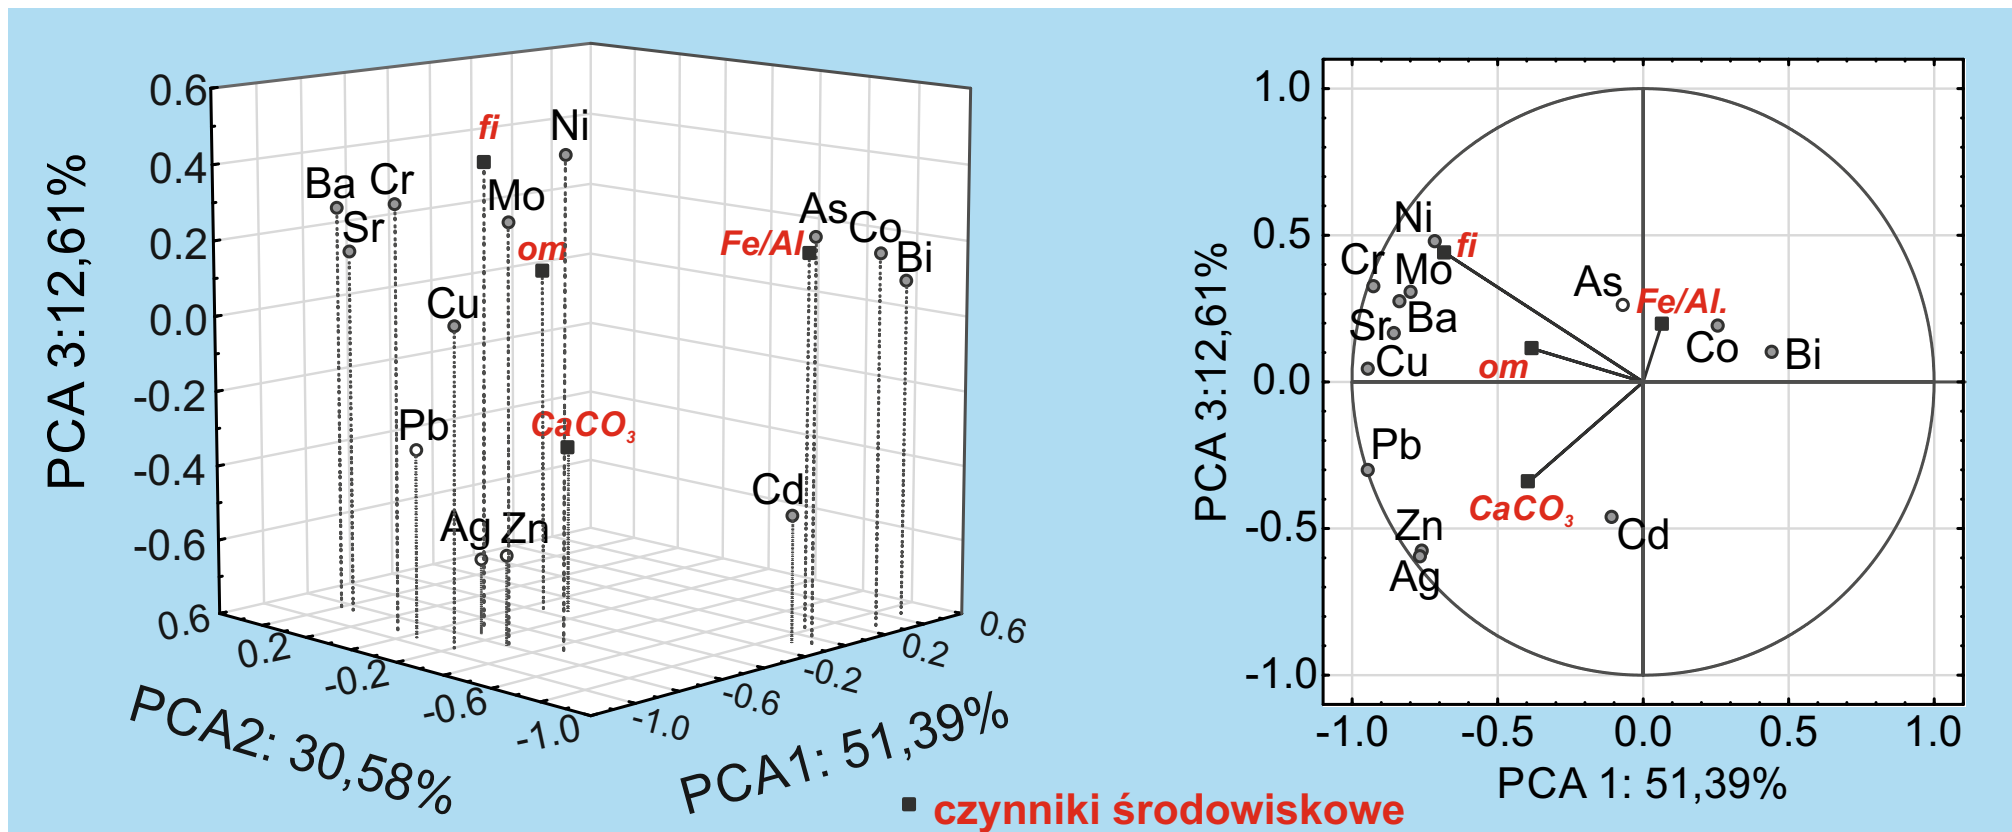 PCA 3:12,61%
0.6
0.4
0.2
0.0
-0.2
-0.4
-0.6
fi
Ni
Ba
Cr
Sr
Mo
om
As
Co
Fe/Al
Bi
Cu
CaCO3
Pb
Cd
Ag
Zn
0.6
0.2
-0.2
-0.6
-1.0
PCA2: 30,58%
-1.0
-0.6
-0.2
0.2
0.6
PCA1: 51,39%
PCA 3:12,61%
1.0
0.5
0.0
-0.5
-1.0
Ni
fi
Cr
Mo
As
Fe/Al.
Sr
Ba
Co
Bi
Cu
om
Pb
CaCO3
Zn
Cd
Ag
-1.0
-0.5
0.0
0.5
1.0
PCA 1: 51,39%
czynniki środowiskowe